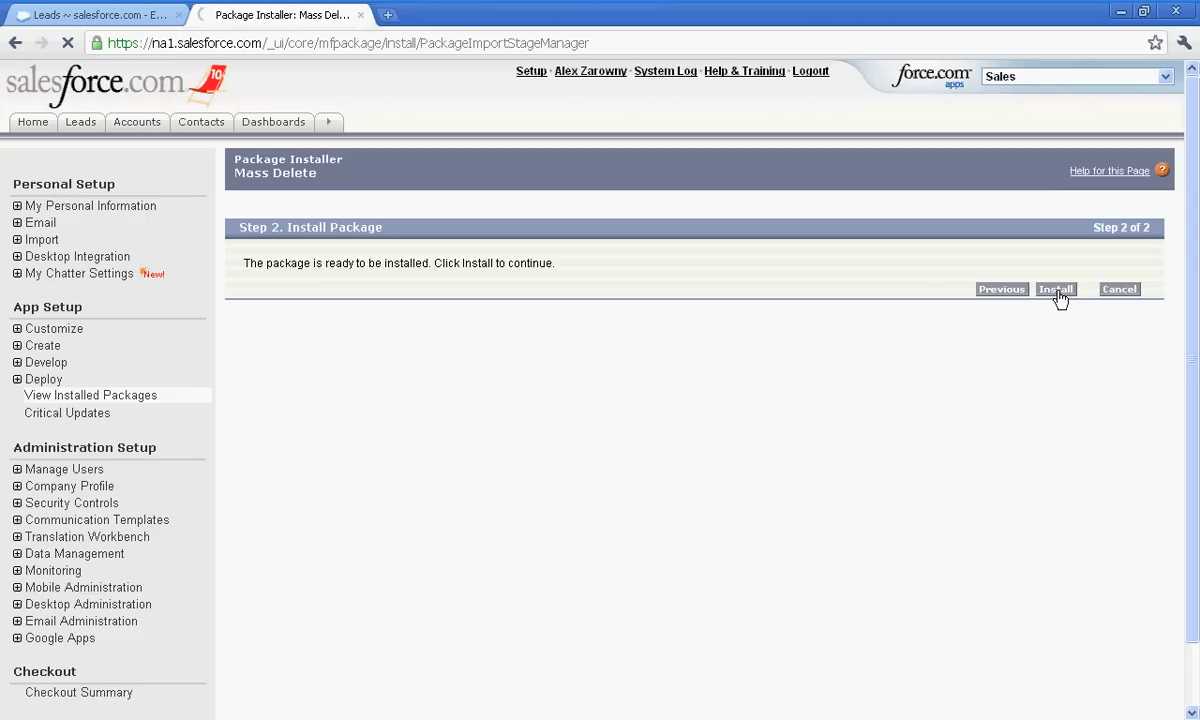 Leads ~ salesforce.com - E...
Package Installer: Mass Del...
https://na1.salesforce.com/_ui/core/mfpackage/install/PackageImportStageManager
salesforce.com 10
Setup · Alex Zarowny · System Log · Help & Training · Logout
force.com
apps
Sales
Home Leads Accounts Contacts Dashboards
Personal Setup
My Personal Information
Email
Import
Desktop Integration
My Chatter Settings New!
App Setup
Customize
Create
Develop
Deploy
View Installed Packages
Critical Updates
Administration Setup
Manage Users
Company Profile
Security Controls
Communication Templates
Translation Workbench
Data Management
Monitoring
Mobile Administration
Desktop Administration
Email Administration
Google Apps
Checkout
Checkout Summary
Package Installer
Mass Delete
Help for this Page ?
Step 2. Install Package
Step 2 of 2
The package is ready to be installed. Click Install to continue.
Previous Install Cancel